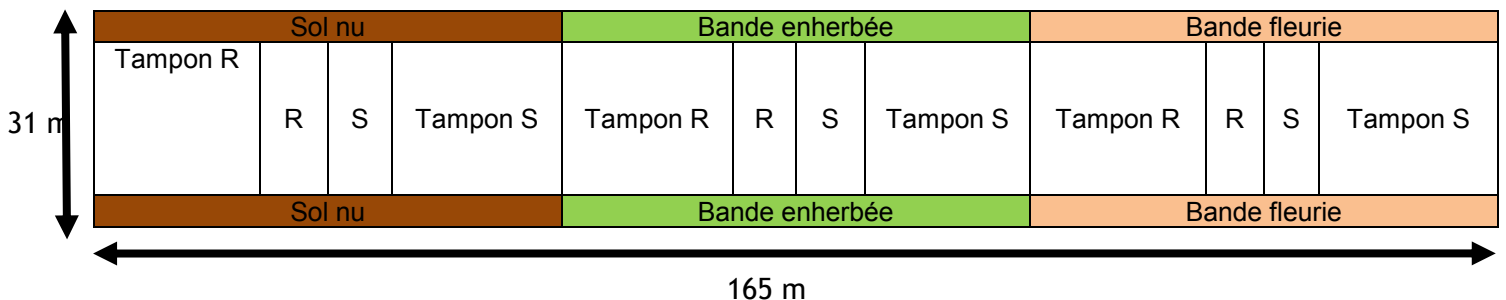 Sol nu Bande enherbée Bande fleurie
Tampon R
31 m R S Tampon S Tampon R R S Tampon S Tampon R R S Tampon S
Sol nu Bande enherbée Bande fleurie
165 m